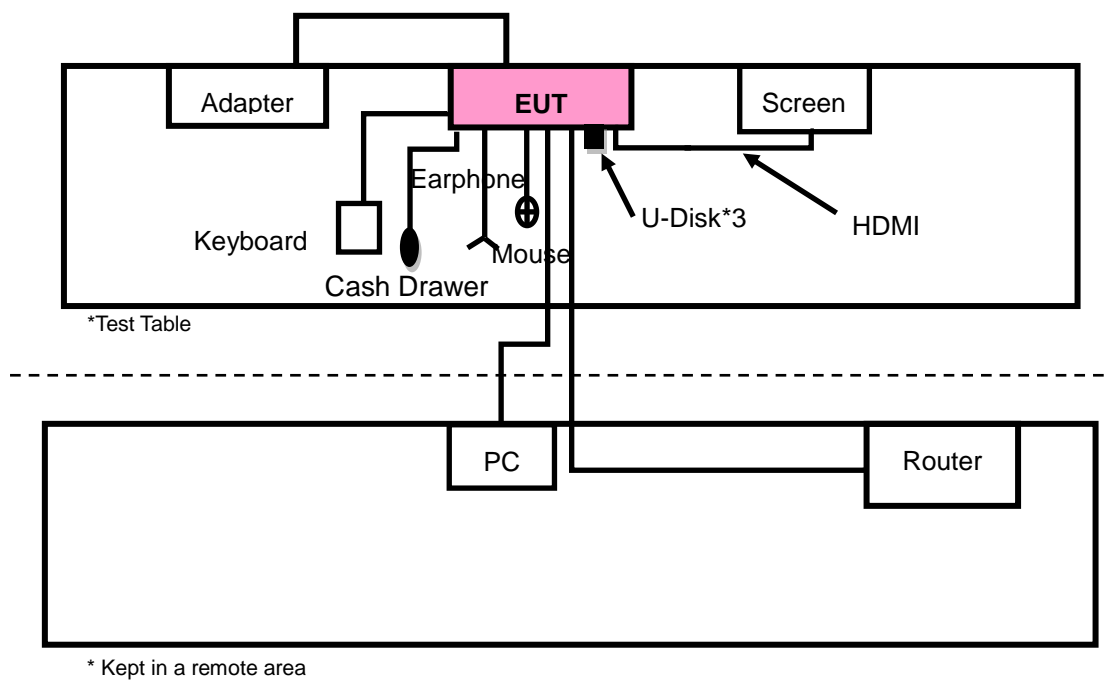 Adapter
EUT
Screen
Earphone
U-Disk*3
HDMI
Keyboard
Mouse
Cash Drawer
*Test Table
PC
Router
* Kept in a remote area